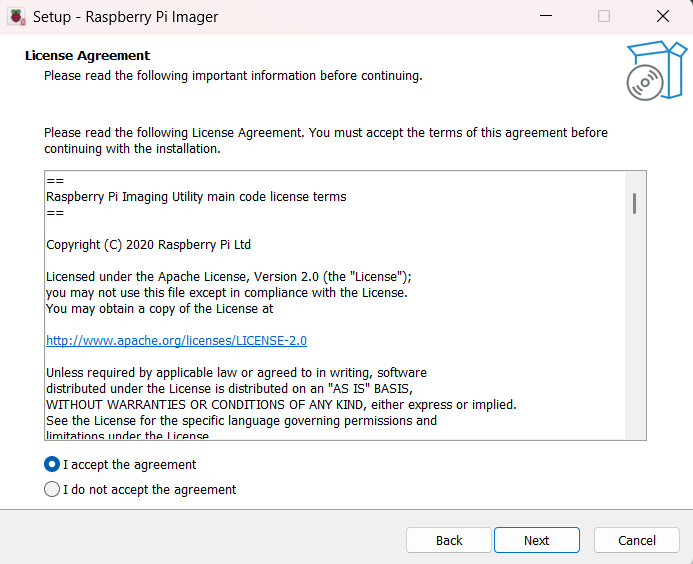 Setup - Raspberry Pi Imager
License Agreement
Please read the following important information before continuing.
Please read the following License Agreement. You must accept the terms of this agreement before
continuing with the installation.
==
Raspberry Pi Imaging Utility main code license terms
==
Copyright (C) 2020 Raspberry Pi Ltd
Licensed under the Apache License, Version 2.0 (the "License");
you may not use this file except in compliance with the License.
You may obtain a copy of the License at
http://www.apache.org/licenses/LICENSE-2.0
Unless required by applicable law or agreed to in writing, software
distributed under the License is distributed on an "AS IS" BASIS,
WITHOUT WARRANTIES OR CONDITIONS OF ANY KIND, either express or implied.
See the License for the specific language governing permissions and
limitations under the License
I accept the agreement
I do not accept the agreement
Back
Next
Cancel